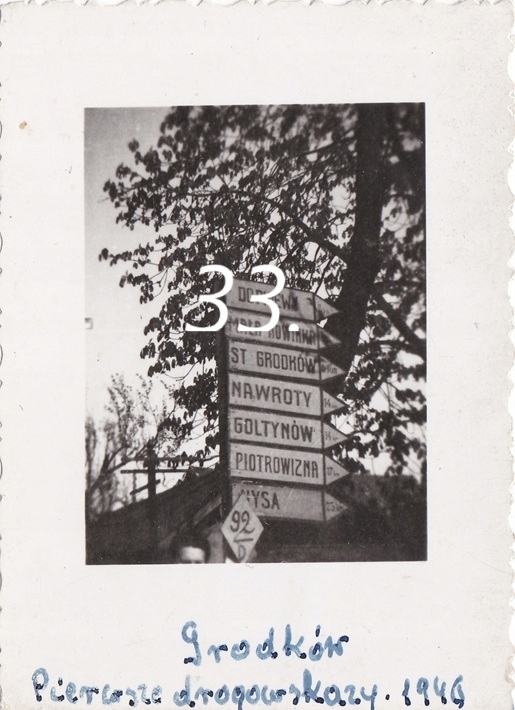 33.
ST. GRODKÓW
NAWROTY
GOLTYNÓW
PIOTROWIZNA
NYSA
92
D
Grodków
Pierwsze drogowskazy. 1946